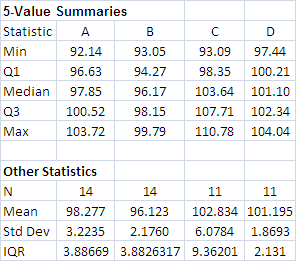 5-Value Summaries
Statistic A B C D
Min 92.14 93.05 93.09 97.44
Q1 96.63 94.27 98.35 100.21
Median 97.85 96.17 103.64 101.10
Q3 100.52 98.15 107.71 102.34
Max 103.72 99.79 110.78 104.04
Other Statistics
N 14 14 11 11
Mean 98.277 96.123 102.834 101.195
Std Dev 3.2235 2.1760 6.0784 1.8693
IQR 3.88669 3.8826317 9.36201 2.131